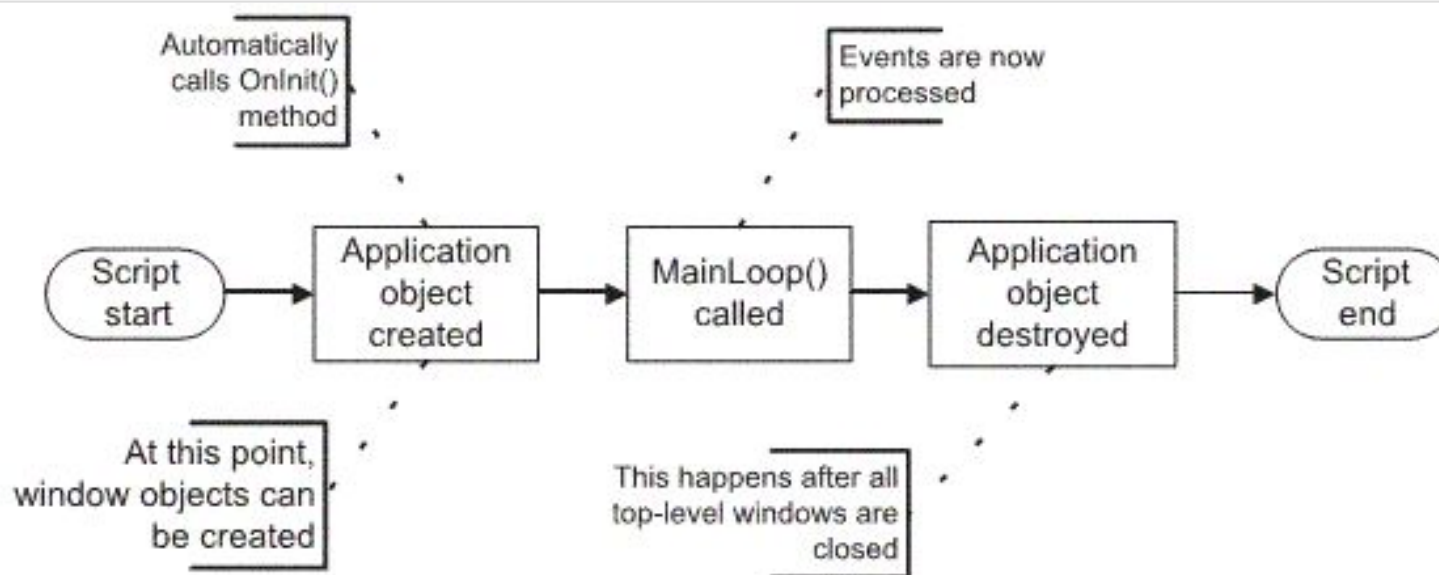 Automatically
calls OnInit()
method
Events are now
processed
Script
start
Application
object
created
MainLoop()
called
Application
object
destroyed
Script
end
At this point,
window objects can
be created
This happens after all
top-level windows are
closed